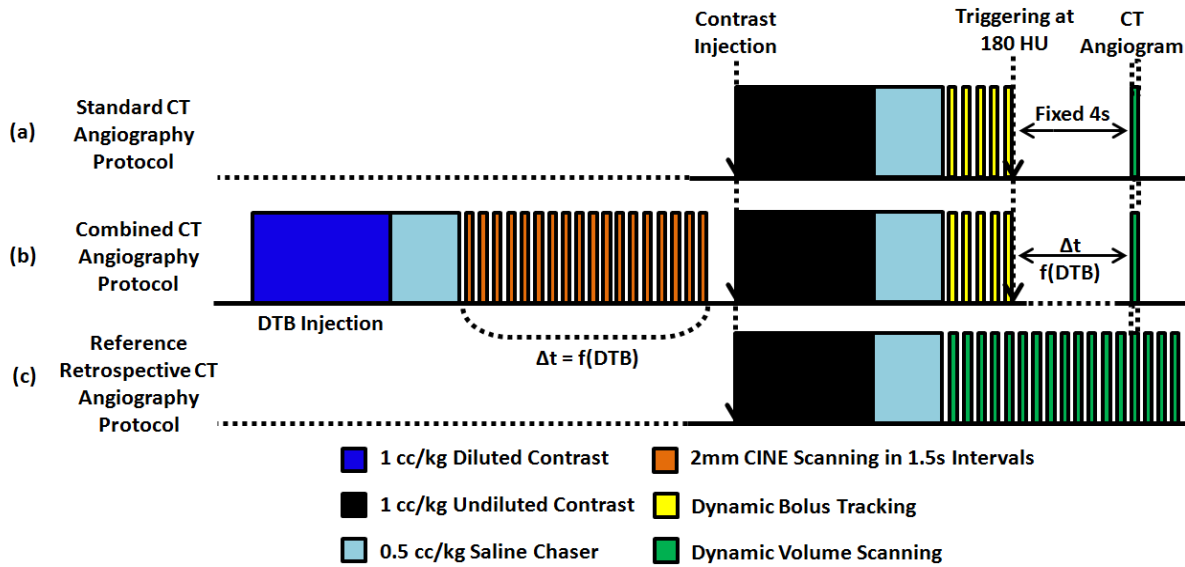 Contrast
Injection
Triggering at
180 HU
CT
Angiogram
(a)
Standard CT
Angiography
Protocol
Fixed 4s
(b)
Combined CT
Angiography
Protocol
Δt
f(DTB)
DTB Injection
Δt = f(DTB)
(c)
Reference
Retrospective CT
Angiography
Protocol
1 cc/kg Diluted Contrast
2mm CINE Scanning in 1.5s Intervals
1 cc/kg Undiluted Contrast
Dynamic Bolus Tracking
0.5 cc/kg Saline Chaser
Dynamic Volume Scanning